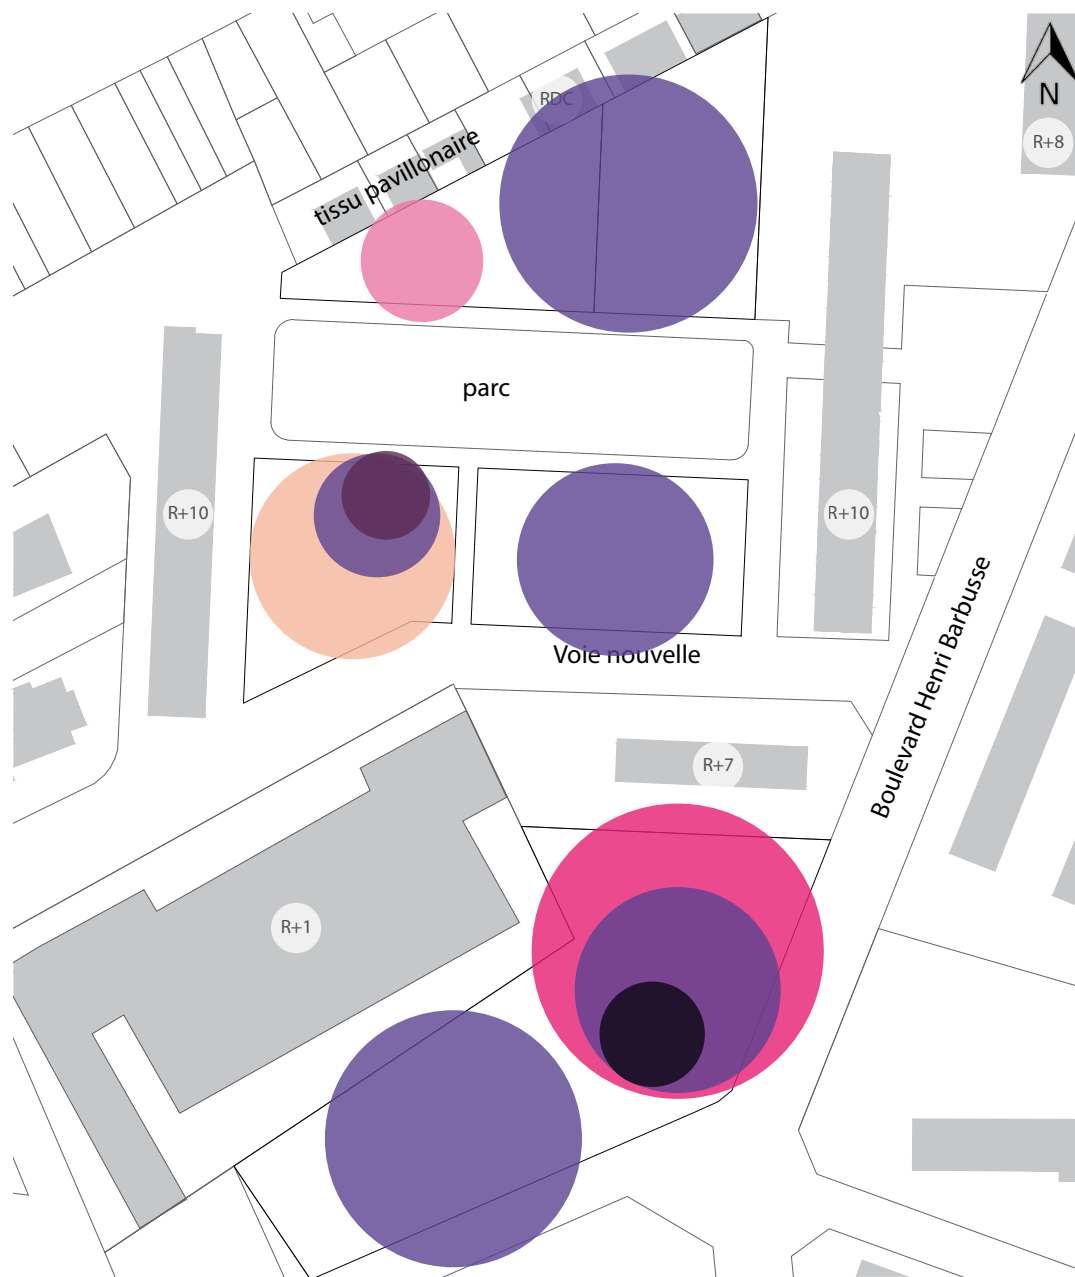 RDC
N
R+8
tissu pavillonaire
parc
R+10
R+10
Voie nouvelle
Boulevard Henri Barbusse
R+7
R+1